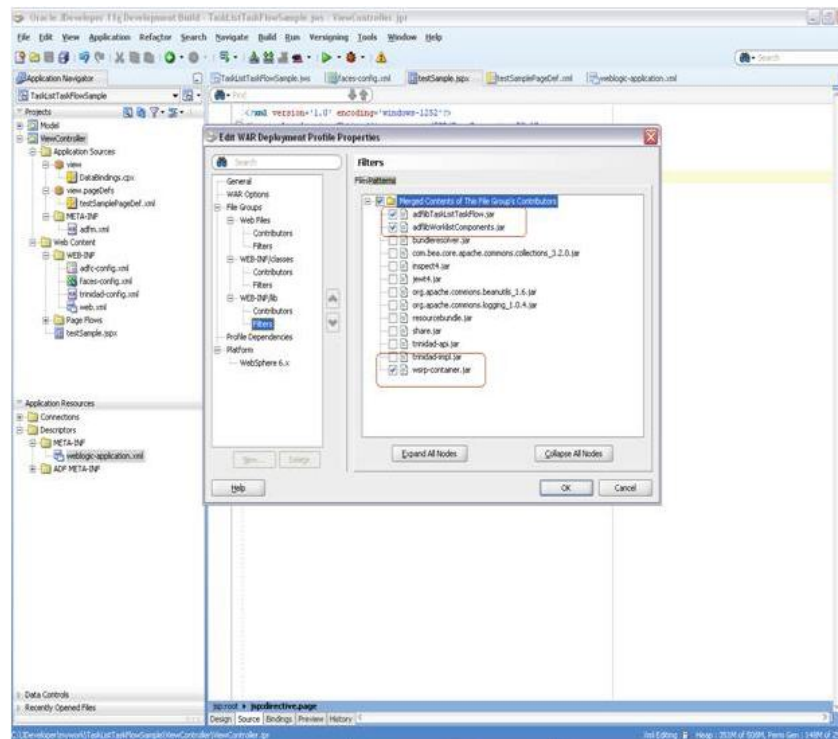 Oracle JDeveloper 11g Development Build - TaskListTaskFlowSample.jws : ViewController.jpr
File Edit View Application Refactor Search Navigate Build Run Versioning Tools Window Help
Search
Application Navigator
TaskListTaskFlowSample.jws
faces-config.xml
testSample.jspx
testSamplePageDef.xml
weblogic-application.xml
TaskListTaskFlowSample
Find
Projects
<?xml version='1.0' encoding='windows-1252'?>
Model
ViewController
Application Sources
view
DataBindings.cpx
view.pageDefs
testSamplePageDef.xml
META-INF
adfm.xml
Web Content
WEB-INF
adfc-config.xml
faces-config.xml
trinidad-config.xml
web.xml
Page Flows
testSample.jspx
Application Resources
Connections
Descriptors
META-INF
weblogic-application.xml
ADF META-INF
Data Controls
Recently Opened Files
Edit WAR Deployment Profile Properties
Search
General
WAR Options
File Groups
Web Files
Contributors
Filters
WEB-INF/classes
Contributors
Filters
WEB-INF/lib
Contributors
Filters
Profile Dependencies
Platform
WebSphere 6.x
New...
Delete
Filters
Files
Patterns
Merged Contents of This File Group's Contributors
adflibTaskListTaskFlow.jar
adflibWorklistComponents.jar
bundleresolver.jar
com.bea.core.apache.commons.collections_3.2.0.jar
inspect4.jar
jewt4.jar
org.apache.commons.beanutils_1.6.jar
org.apache.commons.logging_1.0.4.jar
resourcebundle.jar
share.jar
trinidad-api.jar
trinidad-impl.jar
wsrp-container.jar
Expand All Nodes
Collapse All Nodes
Help
OK
Cancel
jsp:root
jsp:directive.page
Design Source Bindings Preview History